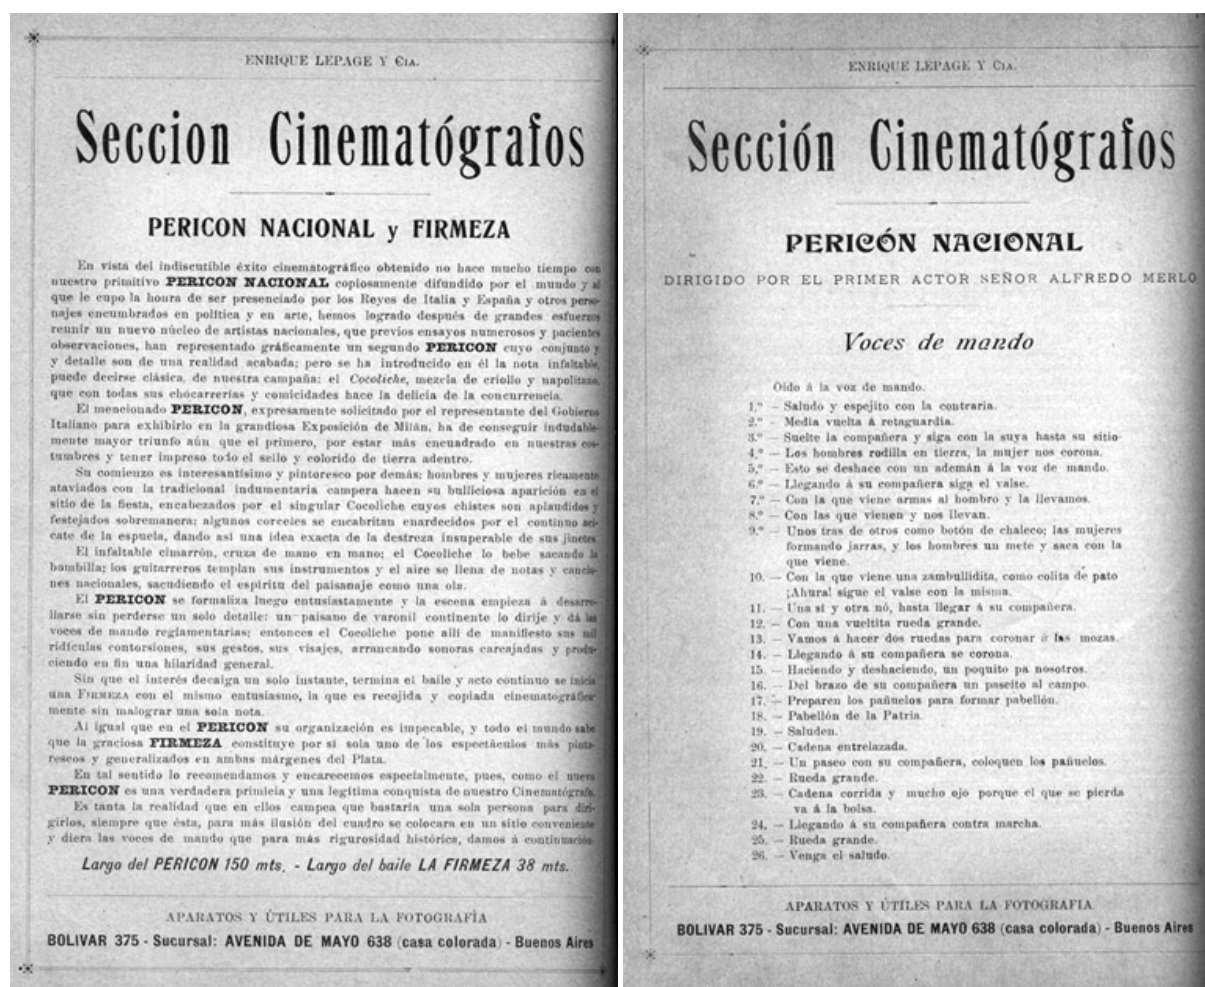 ENRIQUE LEPAGE Y CIA.
Seccion Cinematógrafos
PERICON NACIONAL y FIRMEZA
En vista del indiscutible éxito cinematográfico obtenido no hace mucho tiempo con
nuestro primitivo PERICON NACIONAL copiosamente difundido por el mundo y al
que le cupo la honra de ser presenciado por los Reyes de Italia y España y otros perso-
najes encumbrados en política y en arte, hemos logrado después de grandes esfuerzos
reunir un nuevo núcleo de artistas nacionales, que previos ensayos numerosos y pacientes
observaciones, han representado gráficamente un segundo PERICON cuyo conjunto y
y detalle son de una realidad acabada; pero se ha introducido en él la nota infaltable,
puede decirse clásica, de nuestra campaña: el Cocoliche, mezcla de criollo y napolitano,
que con todas sus chocarrerías y comicidades hace la delicia de la concurrencia.
El mencionado PERICON, expresamente solicitado por el representante del Gobierno
Italiano para exhibirlo en la grandiosa Exposición de Milán, ha de conseguir indudable-
mente mayor triunfo aún que el primero, por estar más encuadrado en nuestras cos-
tumbres y tener impreso todo el sello y colorido de tierra adentro.
Su comienzo es interesantísimo y pintoresco por demás; hombres y mujeres ricamente
ataviados con la tradicional indumentaria campera hacen su bulliciosa aparición en el
sitio de la fiesta, encabezados por el singular Cocoliche cuyos chistes son aplaudidos y
festejados sobremanera; algunos corceles se encabritan enardecidos por el continuo aci-
cate de la espuela, dando así una idea exacta de la destreza insuperable de sus jinetes.
El infaltable cimarrón, cruza de mano en mano; el Cocoliche lo bebe sacando la
bombilla; los guitarreros templan sus instrumentos y el aire se llena de notas y cancio-
nes nacionales, sacudiendo el espíritu del paisanaje como una ola.
El PERICON se formaliza luego entusiastamente y la escena empieza á desarro-
llarse sin perderse un solo detalle: un paisano de varonil continente lo dirije y dá las
voces de mando reglamentarias; entonces el Cocoliche pone allí de manifiesto sus mil
ridículas contorsiones, sus gestos, sus visajes, arrancando sonoras carcajadas y produ-
ciendo en fin una hilaridad general.
Sin que el interés decaiga un solo instante, termina el baile y acto continuo se inicia
una FIRMEZA con el mismo entusiasmo, la que es recojida y copiada cinematográfica-
mente sin malograr una sola nota.
Al igual que en el PERICON su organización es impecable, y todo el mundo sabe
que la graciosa FIRMEZA constituye por sí sola uno de los espectáculos más pinto-
rescos y generalizados en ambas márgenes del Plata.
En tal sentido lo recomendamos y encarecemos especialmente, pues, como el nuevo
PERICON es una verdadera primicia y una legítima conquista de nuestro Cinematógrafo.
Es tanta la realidad que en ellos campea que bastaría una sola persona para diri-
girlos, siempre que ésta, para más ilusión del cuadro se colocara en un sitio conveniente
y diera las voces de mando que para más rigurosidad histórica, damos á continuación.
Largo del PERICON 150 mts. - Largo del baile LA FIRMEZA 38 mts.
APARATOS Y ÚTILES PARA LA FOTOGRAFÍA
BOLIVAR 375 - Sucursal: AVENIDA DE MAYO 638 (casa colorada) - Buenos Aires
ENRIQUE LEPAGE Y CIA.
Sección Cinematógrafos
PERICÓN NACIONAL
DIRIGIDO POR EL PRIMER ACTOR SEÑOR ALFREDO MERLO
Voces de mando
Oido á la voz de mando.
1.º – Saludo y espejito con la contraria.
2.º - Media vuelta á retaguardia.
3.º – Suelte la compañera y siga con la suya hasta su sitio·
4.º – Los hombres rodilla en tierra, la mujer nos corona.
5.º – Esto se deshace con un ademán á la voz de mando.
6.º – Llegando á su compañera siga el valse.
7.º – Con la que viene armas al hombro y la llevamos.
8.º – Con las que vienen y nos llevan.
9.º – Unos tras de otros como botón de chaleco; las mujeres
formando jarras, y los hombres un mete y saca con la
que viene.
10. – Con la que viene una zambullidita, como colita de pato
¡Ahura! sigue el valse con la misma.
11. – Una sí y otra nó, hasta llegar á su compañera.
12. – Con una vueltita rueda grande.
13. – Vamos á hacer dos ruedas para coronar á las mozas.
14. – Llegando á su compañera se corona.
15. – Haciendo y deshaciendo, un poquito pa nosotros.
16. – Del brazo de su compañera un paseito al campo.
17. – Preparen los pañuelos para formar pabellón.
18. – Pabellón de la Patria.
19. – Saluden.
20. – Cadena entrelazada.
21. – Un paseo con su compañera, coloquen los pañuelos.
22. – Rueda grande.
23. – Cadena corrida y mucho ojo porque el que se pierda
va á la bolsa.
24. – Llegando á su compañera contra marcha.
25. – Rueda grande.
26. – Venga el saludo.
APARATOS Y ÚTILES PARA LA FOTOGRAFIA
BOLIVAR 375 - Sucursal: AVENIDA DE MAYO 638 (casa colorada) - Buenos Aires